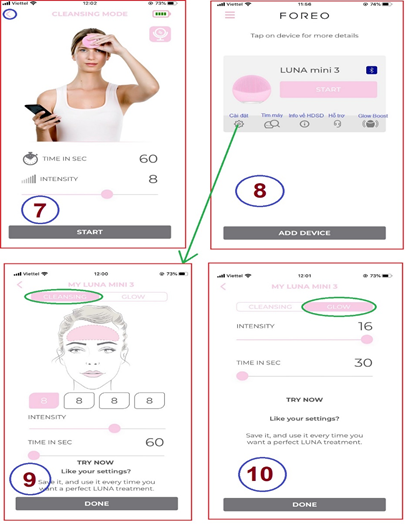 Viettel 12:02 73%
CLEANSING MODE
TIME IN SEC 60
INTENSITY 8
7
START
Viettel 11:58 74%
FOREO
Tap on device for more details
LUNA mini 3
START
Cài đặt Tìm máy Info về HDSD Hỗ trợ Glow Boost
8
ADD DEVICE
Viettel 12:00 73%
MY LUNA MINI 3
CLEANSING GLOW
8 8 8 8
INTENSITY
TIME IN SEC 60
TRY NOW
Like your settings?
9
Save it, and use it every time you
want a perfect LUNA treatment.
DONE
Viettel 12:01 73%
MY LUNA MINI 3
CLEANSING GLOW
INTENSITY 16
TIME IN SEC 30
TRY NOW
Like your settings?
Save it, and use it every time you
want a perfect LUNA treatment.
10
DONE